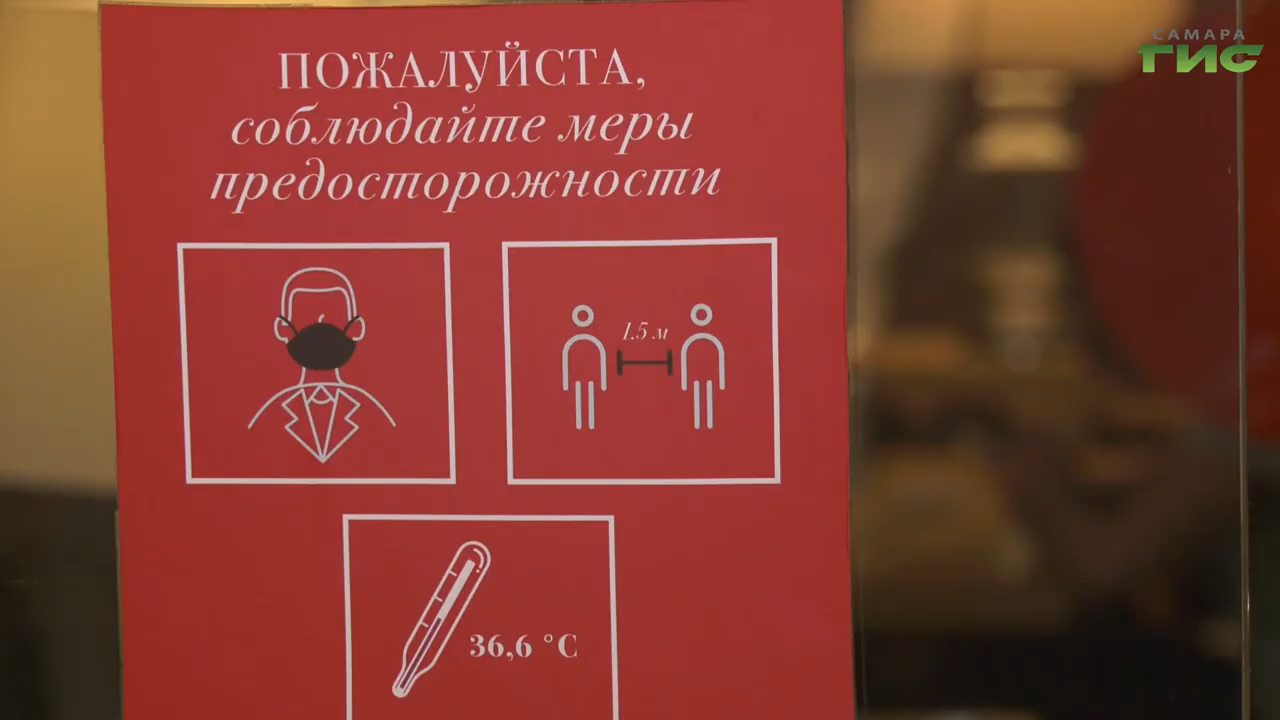 САМАРА
ГИС
ПОЖАЛУЙСТА,
соблюдайте меры
предосторожности
1.5 м
36,6 °C